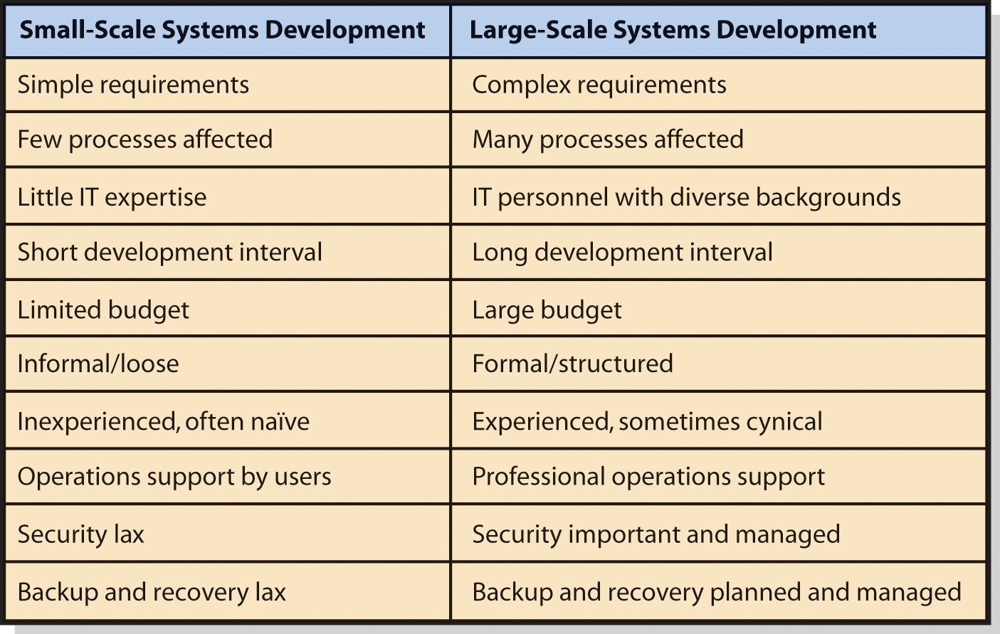 Small-Scale Systems Development
Large-Scale Systems Development
Simple requirements
Complex requirements
Few processes affected
Many processes affected
Little IT expertise
IT personnel with diverse backgrounds
Short development interval
Long development interval
Limited budget
Large budget
Informal/loose
Formal/structured
Inexperienced, often naïve
Experienced, sometimes cynical
Operations support by users
Professional operations support
Security lax
Security important and managed
Backup and recovery lax
Backup and recovery planned and managed